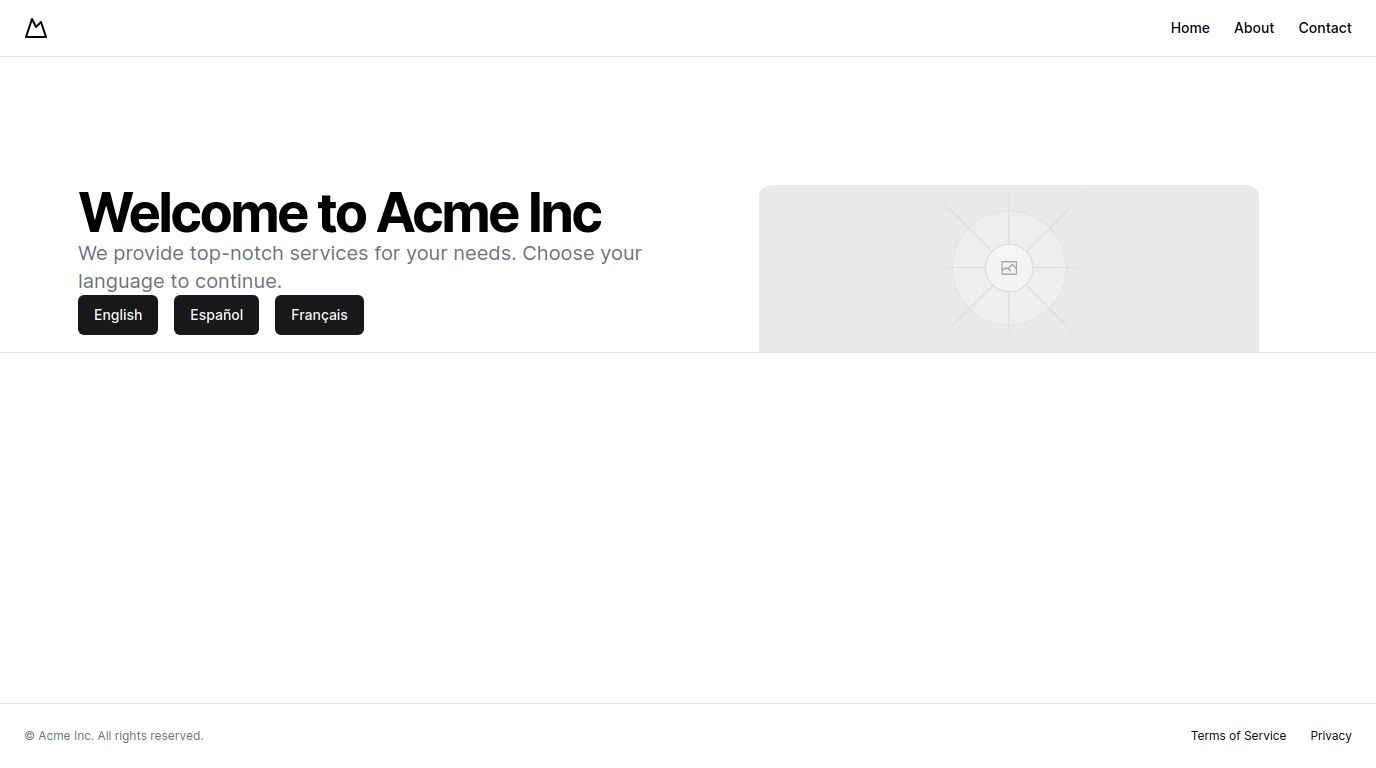 Home
About
Contact
Welcome to Acme Inc
We provide top-notch services for your needs. Choose your
language to continue.
English
Español
Français
© Acme Inc. All rights reserved.
Terms of Service
Privacy